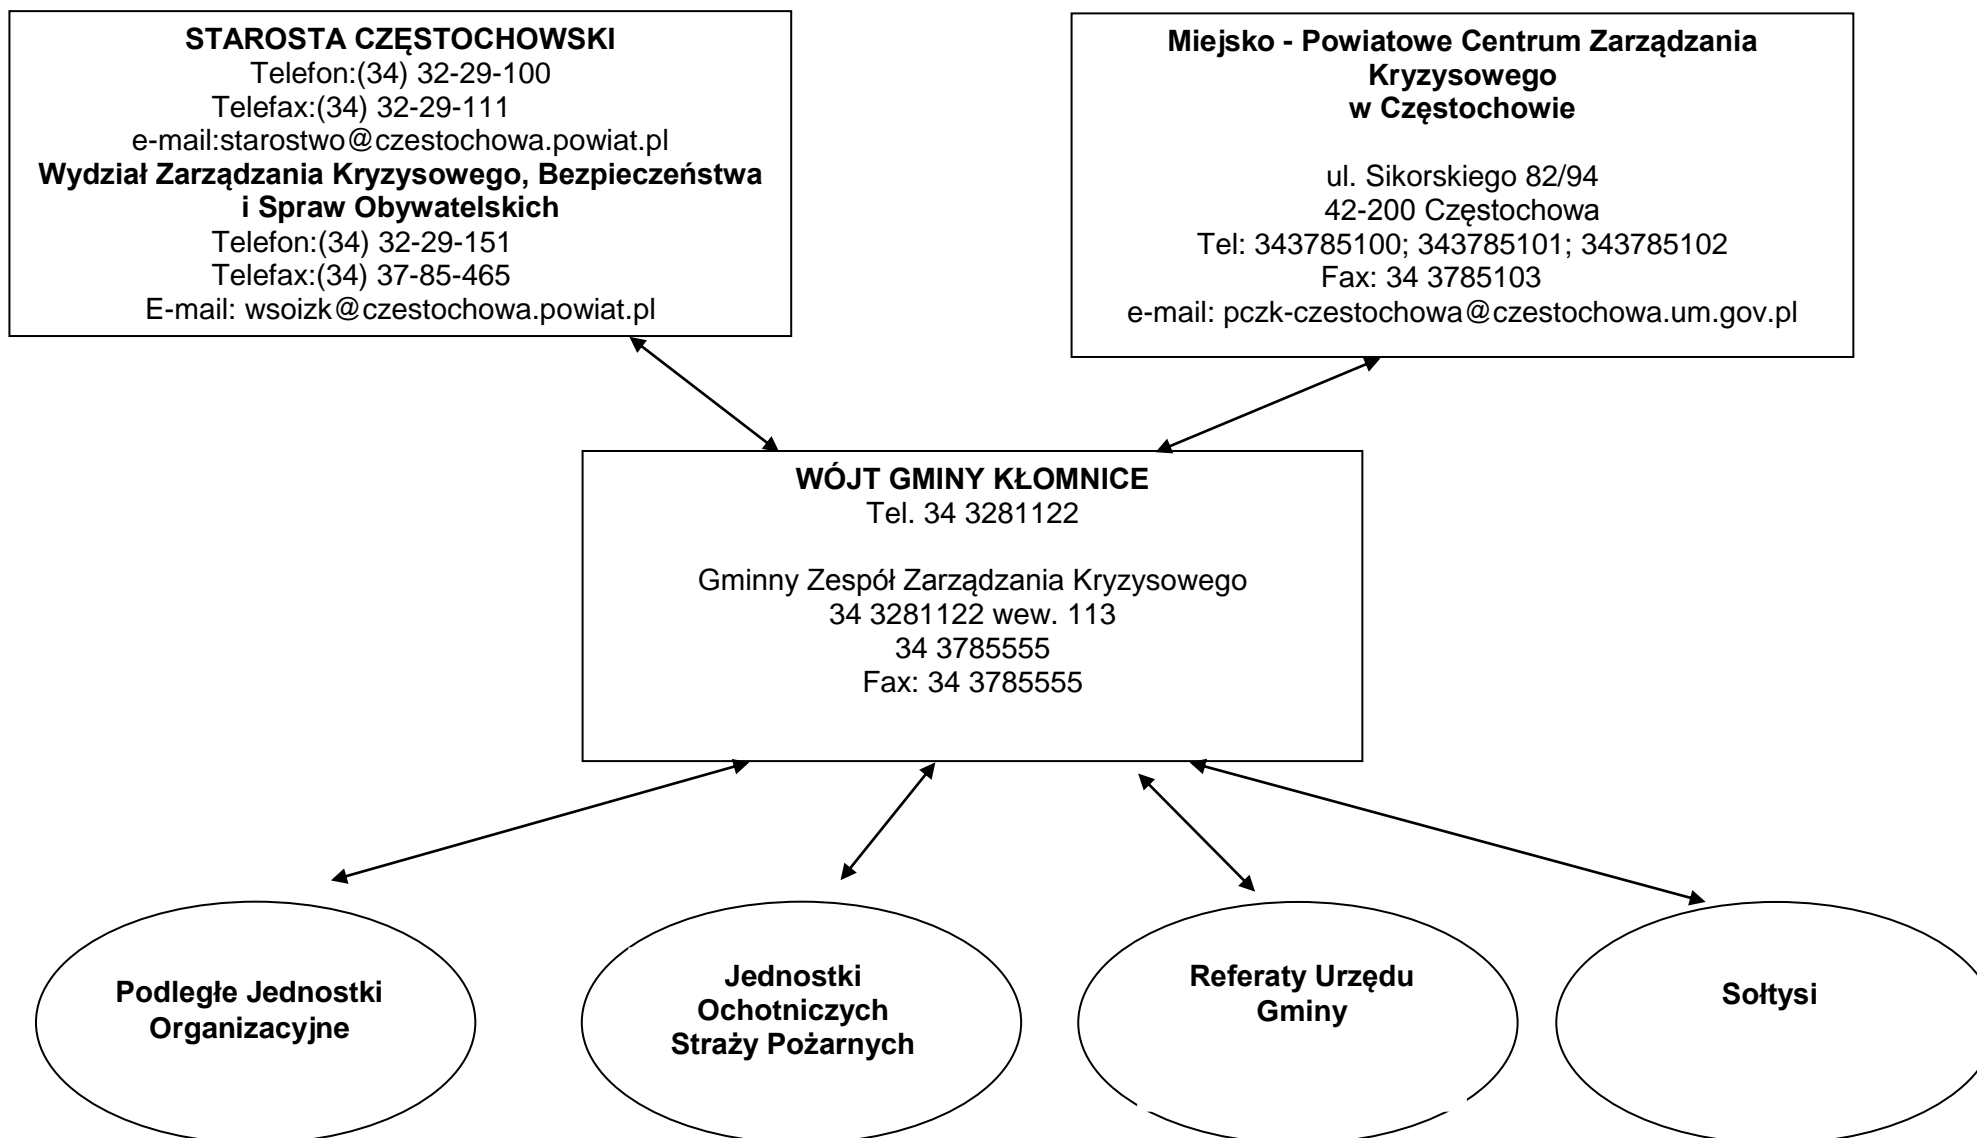 STAROSTA CZĘSTOCHOWSKI
Telefon:(34) 32-29-100
Telefax:(34) 32-29-111
e-mail:starostwo@czestochowa.powiat.pl
Wydział Zarządzania Kryzysowego, Bezpieczeństwa
i Spraw Obywatelskich
Telefon:(34) 32-29-151
Telefax:(34) 37-85-465
E-mail: wsoizk@czestochowa.powiat.pl
Miejsko - Powiatowe Centrum Zarządzania
Kryzysowego
w Częstochowie
ul. Sikorskiego 82/94
42-200 Częstochowa
Tel: 343785100; 343785101; 343785102
Fax: 34 3785103
e-mail: pczk-czestochowa@czestochowa.um.gov.pl
WÓJT GMINY KŁOMNICE
Tel. 34 3281122
Gminny Zespół Zarządzania Kryzysowego
34 3281122 wew. 113
34 3785555
Fax: 34 3785555
Podległe Jednostki
Organizacyjne
Jednostki
Ochotniczych
Straży Pożarnych
Referaty Urzędu
Gminy
Sołtysi